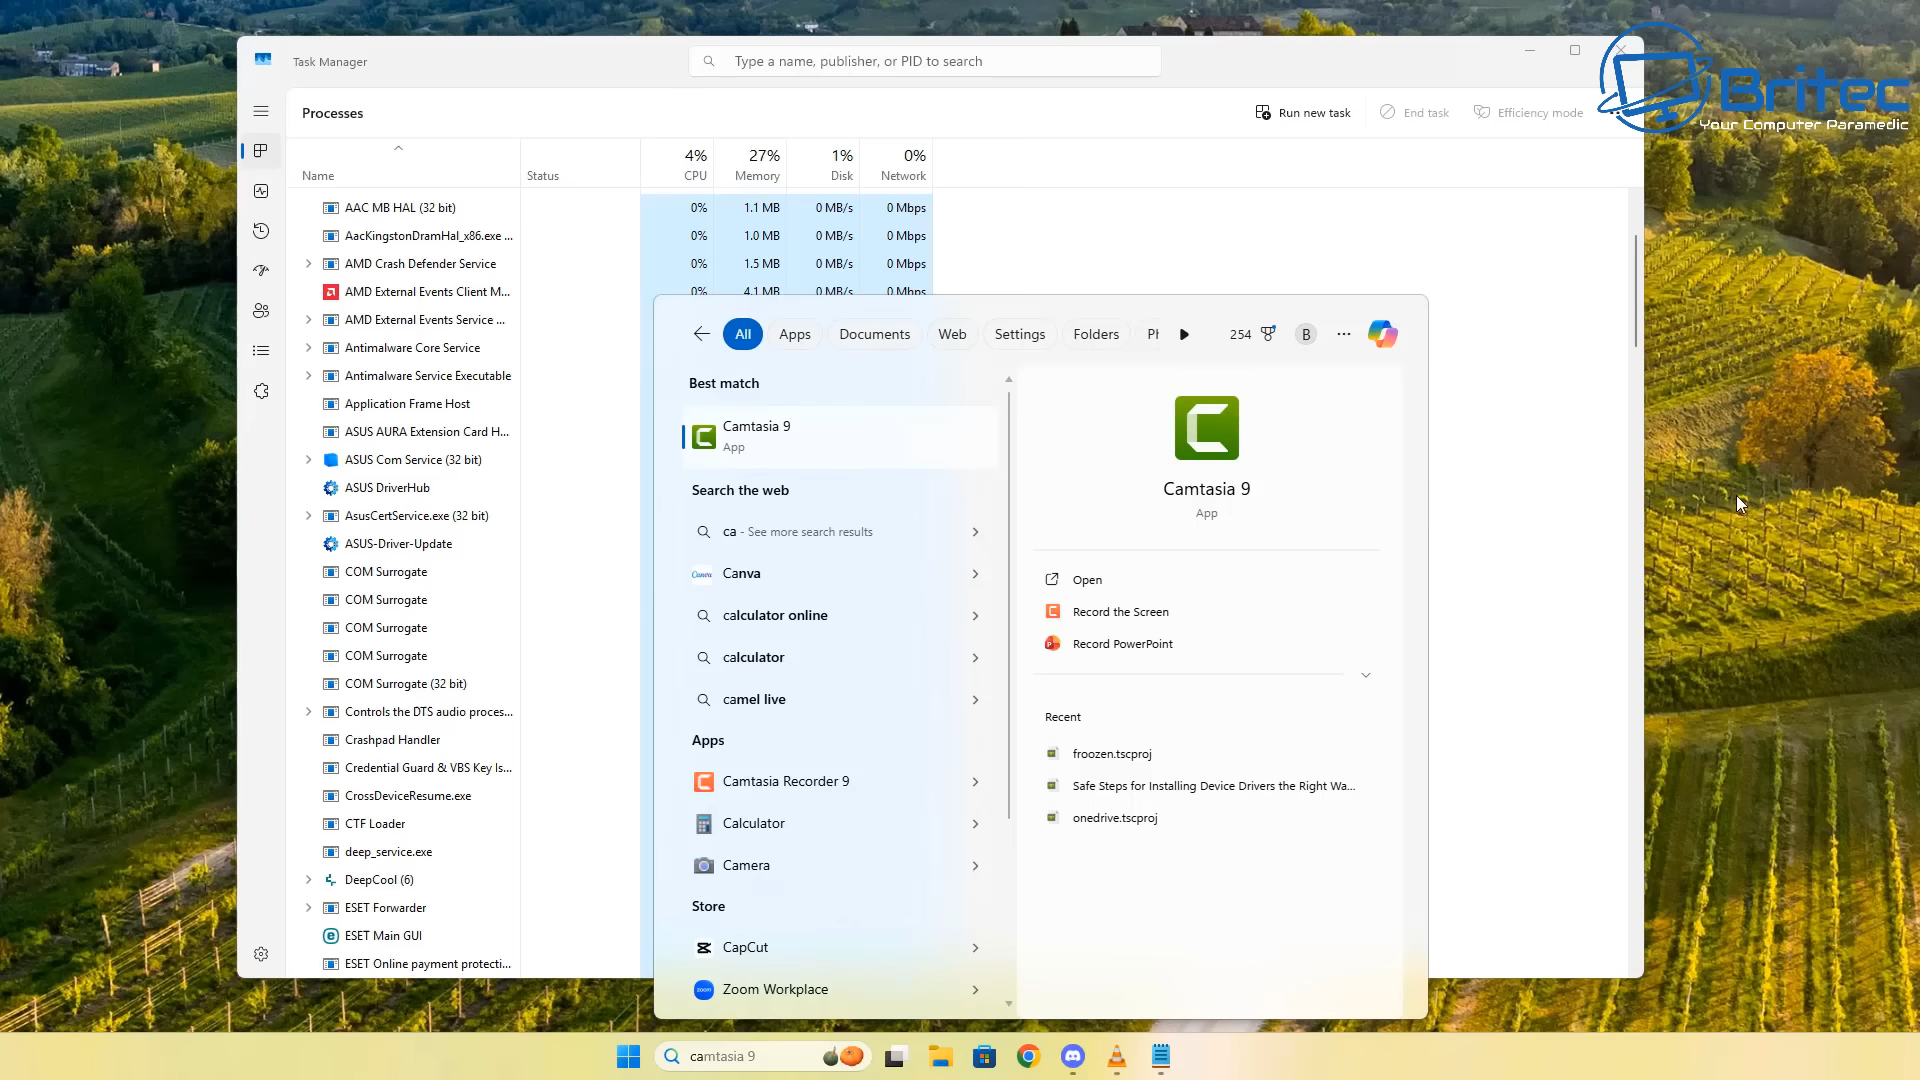 Task Manager
Type a name, publisher, or PID to search
Britec
Your Computer Paramedic
Processes
Run new task
End task
Efficiency mode
4% 27% 1% 0%
Name Status CPU Memory Disk Network
AAC MB HAL (32 bit) 0% 1.1 MB 0 MB/s 0 Mbps
AacKingstonDramHal_x86.exe ... 0% 1.0 MB 0 MB/s 0 Mbps
AMD Crash Defender Service 0% 1.5 MB 0 MB/s 0 Mbps
AMD External Events Client M... 0% 4.1 MB 0 MB/s 0 Mbps
AMD External Events Service ...
Antimalware Core Service
Antimalware Service Executable
Application Frame Host
ASUS AURA Extension Card H...
ASUS Com Service (32 bit)
ASUS DriverHub
AsusCertService.exe (32 bit)
ASUS-Driver-Update
COM Surrogate
COM Surrogate
COM Surrogate
COM Surrogate
COM Surrogate (32 bit)
Controls the DTS audio proces...
Crashpad Handler
Credential Guard & VBS Key Is...
CrossDeviceResume.exe
CTF Loader
deep_service.exe
DeepCool (6)
ESET Forwarder
ESET Main GUI
ESET Online payment protecti...
All Apps Documents Web Settings Folders Ph 254 B ...
Best match
Camtasia 9
App
Search the web
ca - See more search results
Canva
Canva
calculator online
calculator
camel live
Apps
Camtasia Recorder 9
Calculator
Camera
Store
CapCut
zoom
Zoom Workplace
Camtasia 9
App
Open
Record the Screen
Record PowerPoint
Recent
froozen.tscproj
Safe Steps for Installing Device Drivers the Right Wa...
onedrive.tscproj
camtasia 9